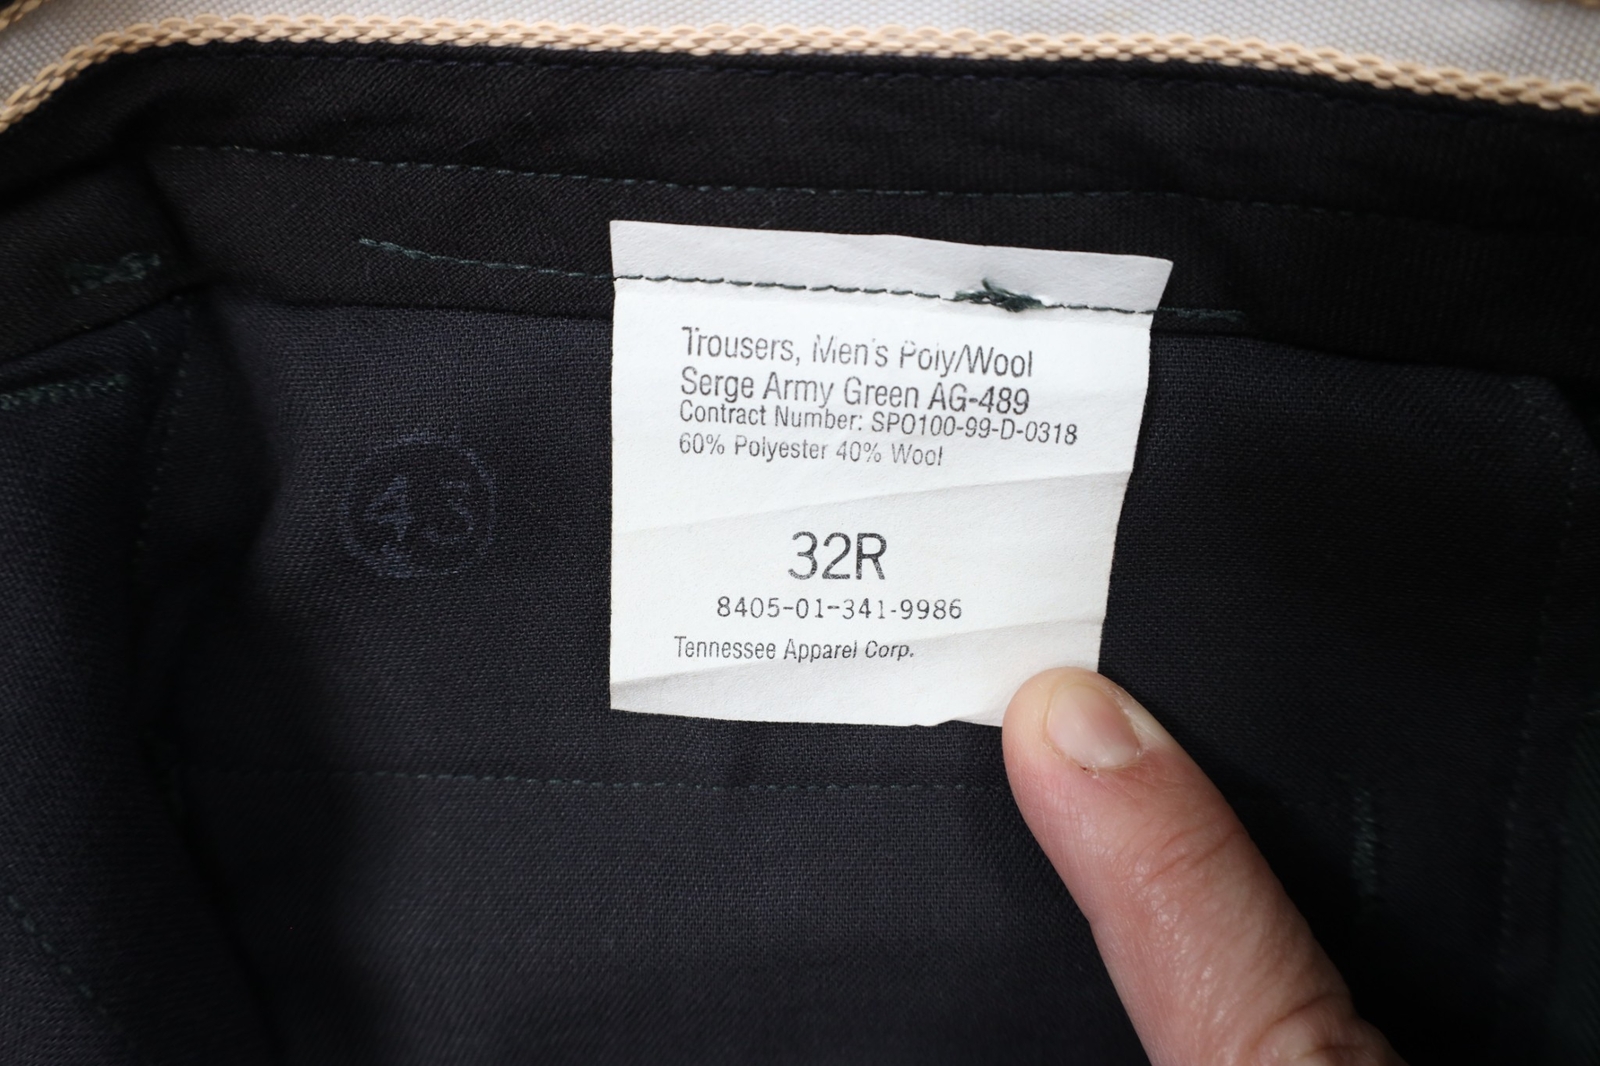 Trousers, Men's Poly/Wool
Serge Army Green AG-489
Contract Number: SPO100-99-D-0318
60% Polyester 40% Wool
43
32R
8405-01-341-9986
Tennessee Apparel Corp.